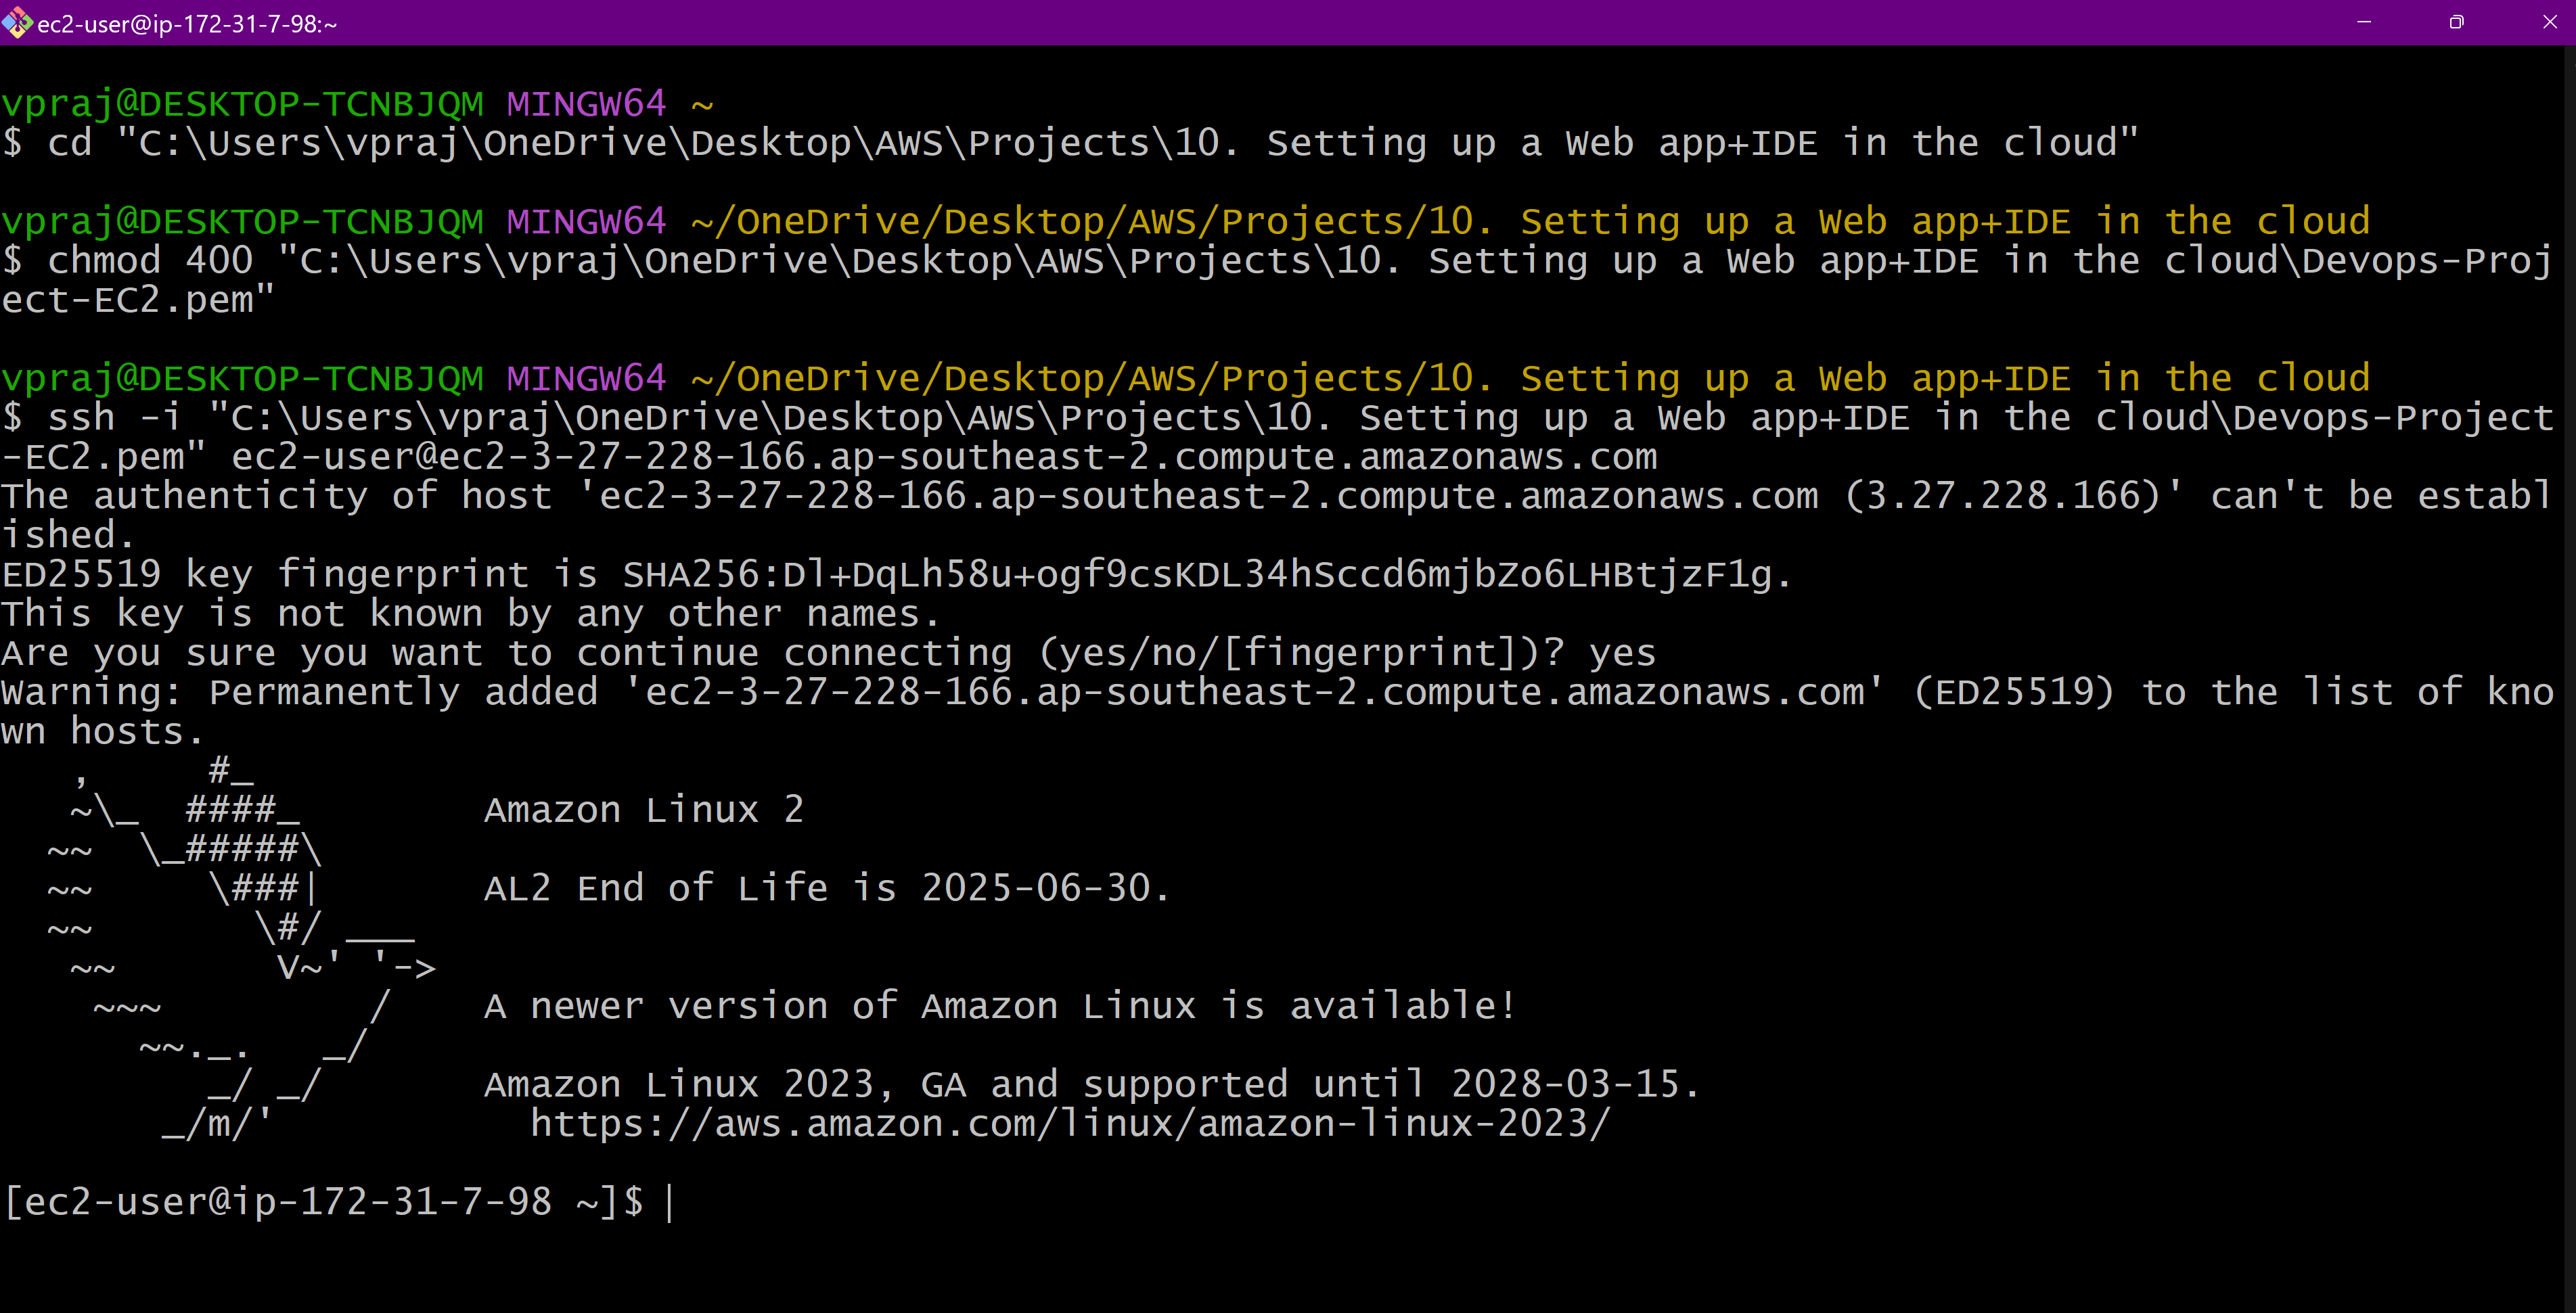 ec2-user@ip-172-31-7-98:~
vpraj@DESKTOP-TCNBJQM MINGW64 ~
$ cd "C:\Users\vpraj\OneDrive\Desktop\AWS\Projects\10. Setting up a Web app+IDE in the cloud"
vpraj@DESKTOP-TCNBJQM MINGW64 ~/OneDrive/Desktop/AWS/Projects/10. Setting up a Web app+IDE in the cloud
$ chmod 400 "C:\Users\vpraj\OneDrive\Desktop\AWS\Projects\10. Setting up a Web app+IDE in the cloud\Devops-Proj
ect-EC2.pem"
vpraj@DESKTOP-TCNBJQM MINGW64 ~/OneDrive/Desktop/AWS/Projects/10. Setting up a Web app+IDE in the cloud
$ ssh -i "C:\Users\vpraj\OneDrive\Desktop\AWS\Projects\10. Setting up a Web app+IDE in the cloud\Devops-Project
-EC2.pem" ec2-user@ec2-3-27-228-166.ap-southeast-2.compute.amazonaws.com
The authenticity of host 'ec2-3-27-228-166.ap-southeast-2.compute.amazonaws.com (3.27.228.166)' can't be establ
ished.
ED25519 key fingerprint is SHA256:Dl+DqLh58u+ogf9csKDL34hSccd6mjbZo6LHBtjzF1g.
This key is not known by any other names.
Are you sure you want to continue connecting (yes/no/[fingerprint])? yes
Warning: Permanently added 'ec2-3-27-228-166.ap-southeast-2.compute.amazonaws.com' (ED25519) to the list of kno
wn hosts.
   ,     #_
   ~\_  ####_        Amazon Linux 2
  ~~  \_#####\
  ~~     \###|       AL2 End of Life is 2025-06-30.
  ~~       \#/ ___
   ~~       V~' '->
    ~~~         /    A newer version of Amazon Linux is available!
      ~~._.   _/
         _/ _/       Amazon Linux 2023, GA and supported until 2028-03-15.
       _/m/'           https://aws.amazon.com/linux/amazon-linux-2023/
[ec2-user@ip-172-31-7-98 ~]$